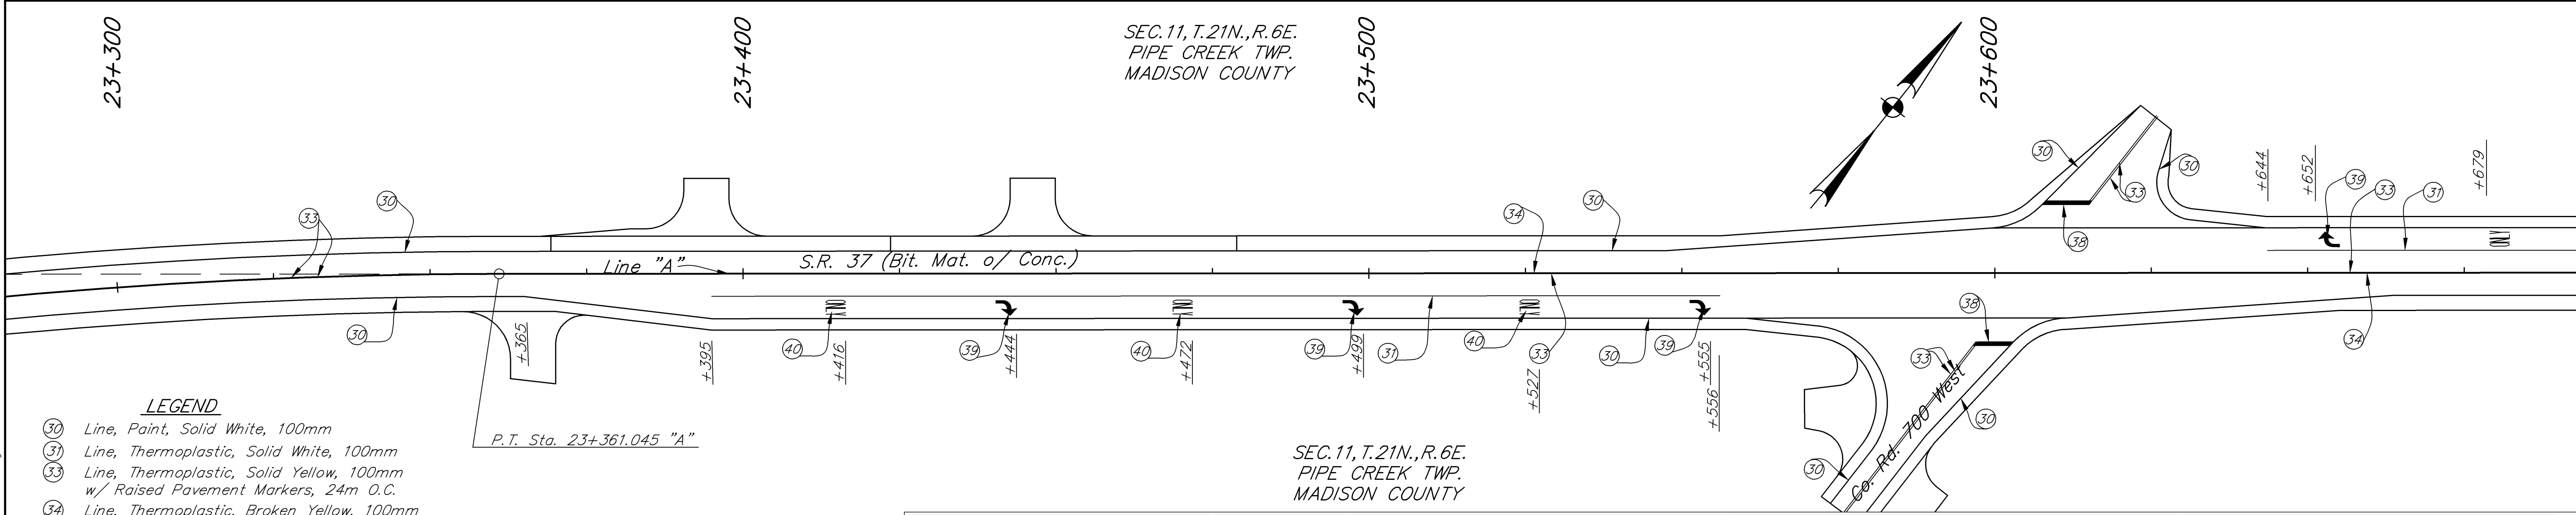 23+300
23+400
23+500
23+600
SEC.11,T.21N.,R.6E.
PIPE CREEK TWP.
MADISON COUNTY
33
30
34
30
30
33
30
38
+644
+652
39
33
31
+679
ONLY
Line "A"
S.R. 37 (Bit. Mat. o/ Conc.)
ONLY
ONLY
ONLY
30
+365
+395
40
+416
39
+444
40
+472
39
+499
31
40
+527
33
30
39
+555
+556
38
33
34
30
30
Co. Rd. 700 West
P.T. Sta. 23+361.045 "A"
SEC.11,T.21N.,R.6E.
PIPE CREEK TWP.
MADISON COUNTY
LEGEND
30 Line, Paint, Solid White, 100mm
31 Line, Thermoplastic, Solid White, 100mm
33 Line, Thermoplastic, Solid Yellow, 100mm
w/ Raised Pavement Markers, 24m O.C.
34 Line, Thermoplastic, Broken Yellow, 100mm